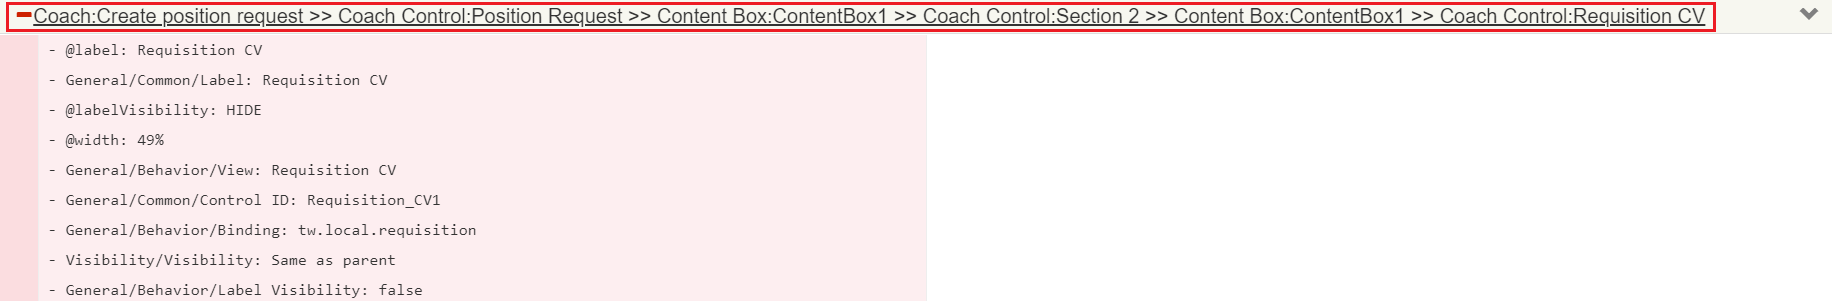 Coach:Create position request >> Coach Control:Position Request >> Content Box:ContentBox1 >> Coach Control:Section 2 >> Content Box:ContentBox1 >> Coach Control:Requisition CV
- @label: Requisition CV
- General/Common/Label: Requisition CV
- @labelVisibility: HIDE
- @width: 49%
- General/Behavior/View: Requisition CV
- General/Common/Control ID: Requisition_CV1
- General/Behavior/Binding: tw.local.requisition
- Visibility/Visibility: Same as parent
- General/Behavior/Label Visibility: false